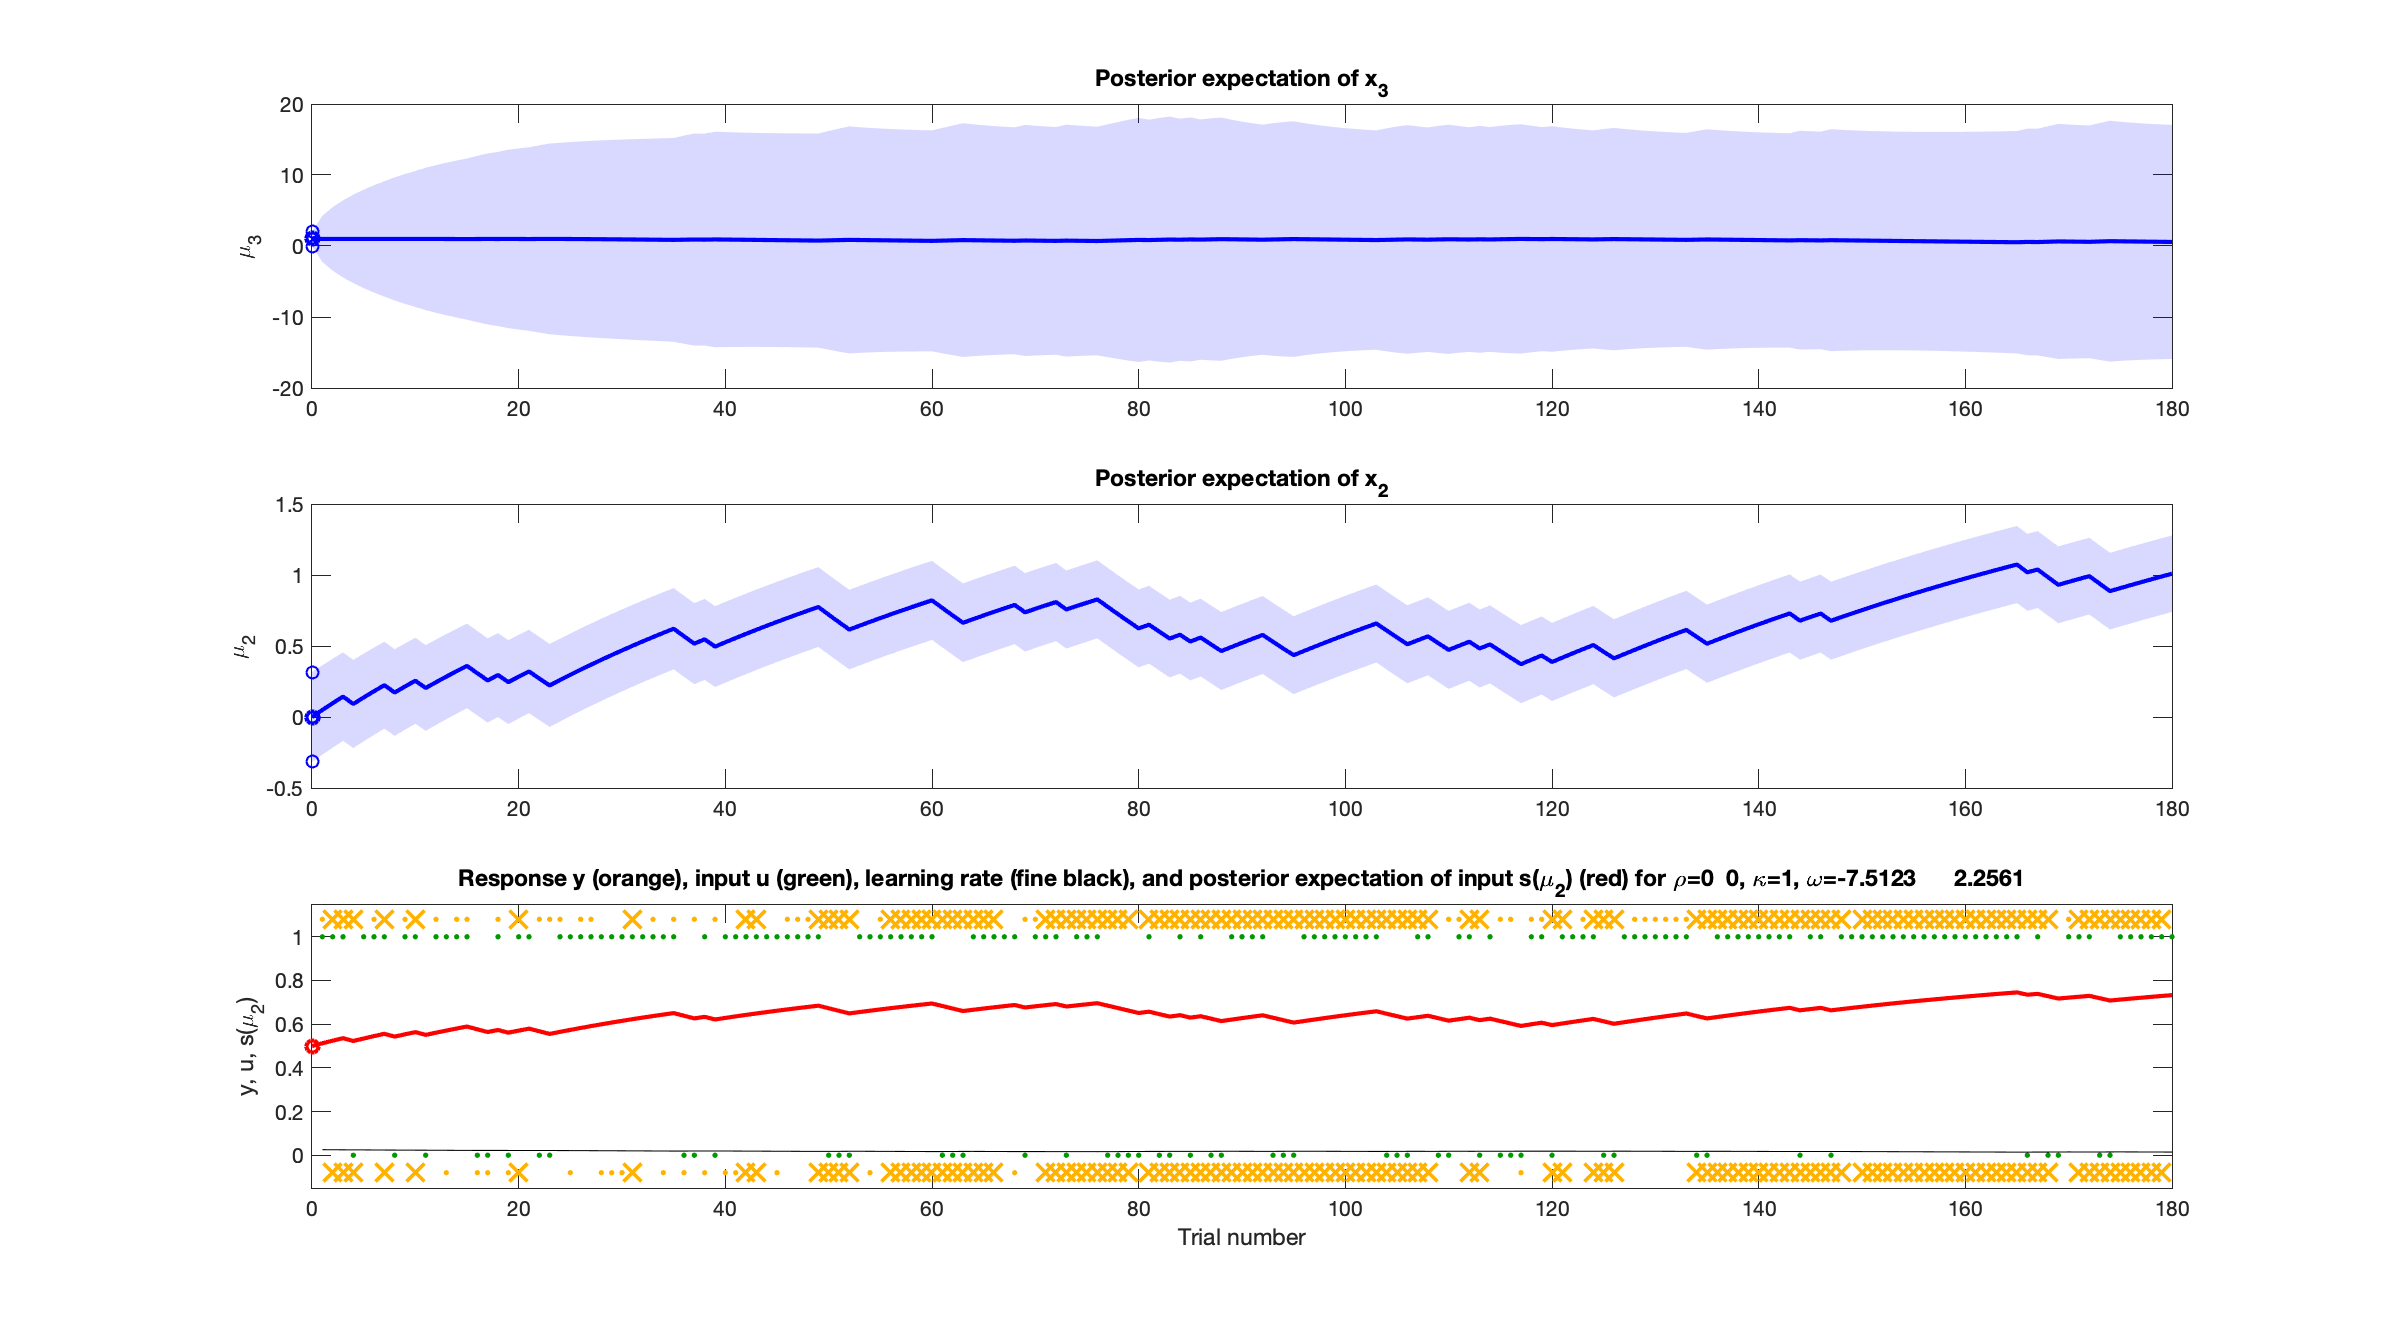 Posterior expectation of x3
20
10
0
-10
-20
μ3
0 20 40 60 80 100 120 140 160 180
Posterior expectation of x2
1.5
1
0.5
0
-0.5
μ2
0 20 40 60 80 100 120 140 160 180
Response y (orange), input u (green), learning rate (fine black), and posterior expectation of input s(μ2) (red) for ρ=0 0, κ=1, ω=-7.5123 2.2561
1
0.8
0.6
0.4
0.2
0
y, u, s(μ2)
0 20 40 60 80 100 120 140 160 180
Trial number